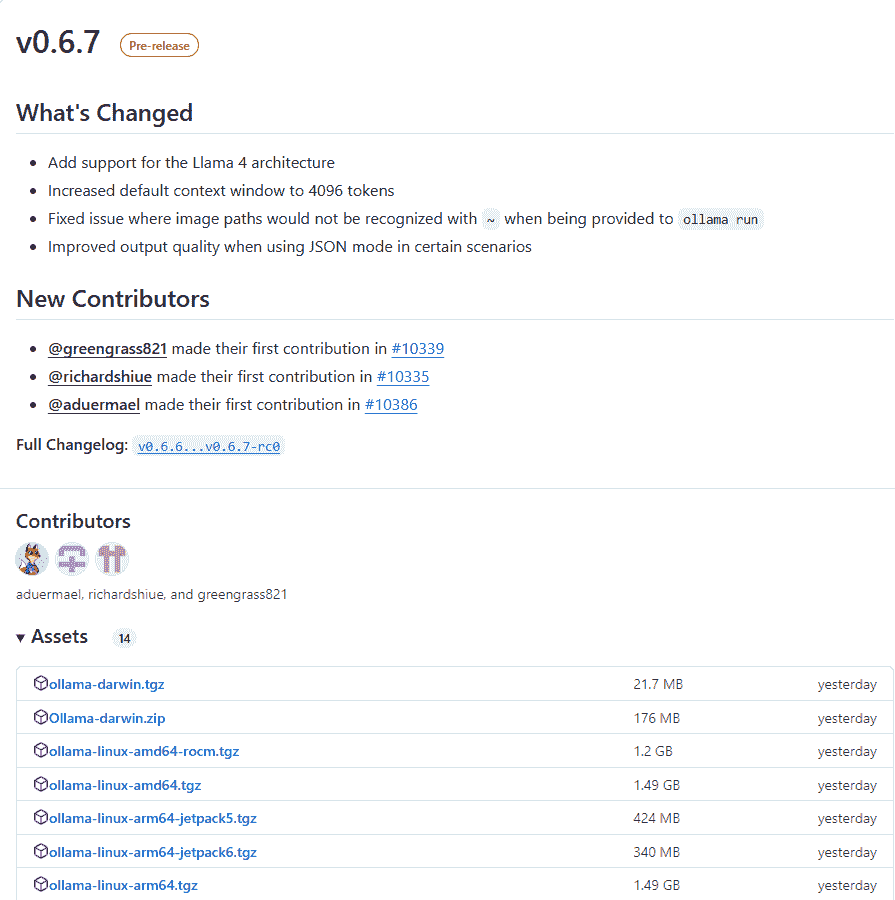 v0.6.7 Pre-release
What's Changed
Add support for the Llama 4 architecture
Increased default context window to 4096 tokens
Fixed issue where image paths would not be recognized with ~ when being provided to ollama run
Improved output quality when using JSON mode in certain scenarios
New Contributors
@greengrass821 made their first contribution in #10339
@richardshiue made their first contribution in #10335
@aduermael made their first contribution in #10386
Full Changelog: v0.6.6...v0.6.7-rc0
Contributors
aduermael, richardshiue, and greengrass821
Assets 14
ollama-darwin.tgz 21.7 MB yesterday
Ollama-darwin.zip 176 MB yesterday
ollama-linux-amd64-rocm.tgz 1.2 GB yesterday
ollama-linux-amd64.tgz 1.49 GB yesterday
ollama-linux-arm64-jetpack5.tgz 424 MB yesterday
ollama-linux-arm64-jetpack6.tgz 340 MB yesterday
ollama-linux-arm64.tgz 1.49 GB yesterday